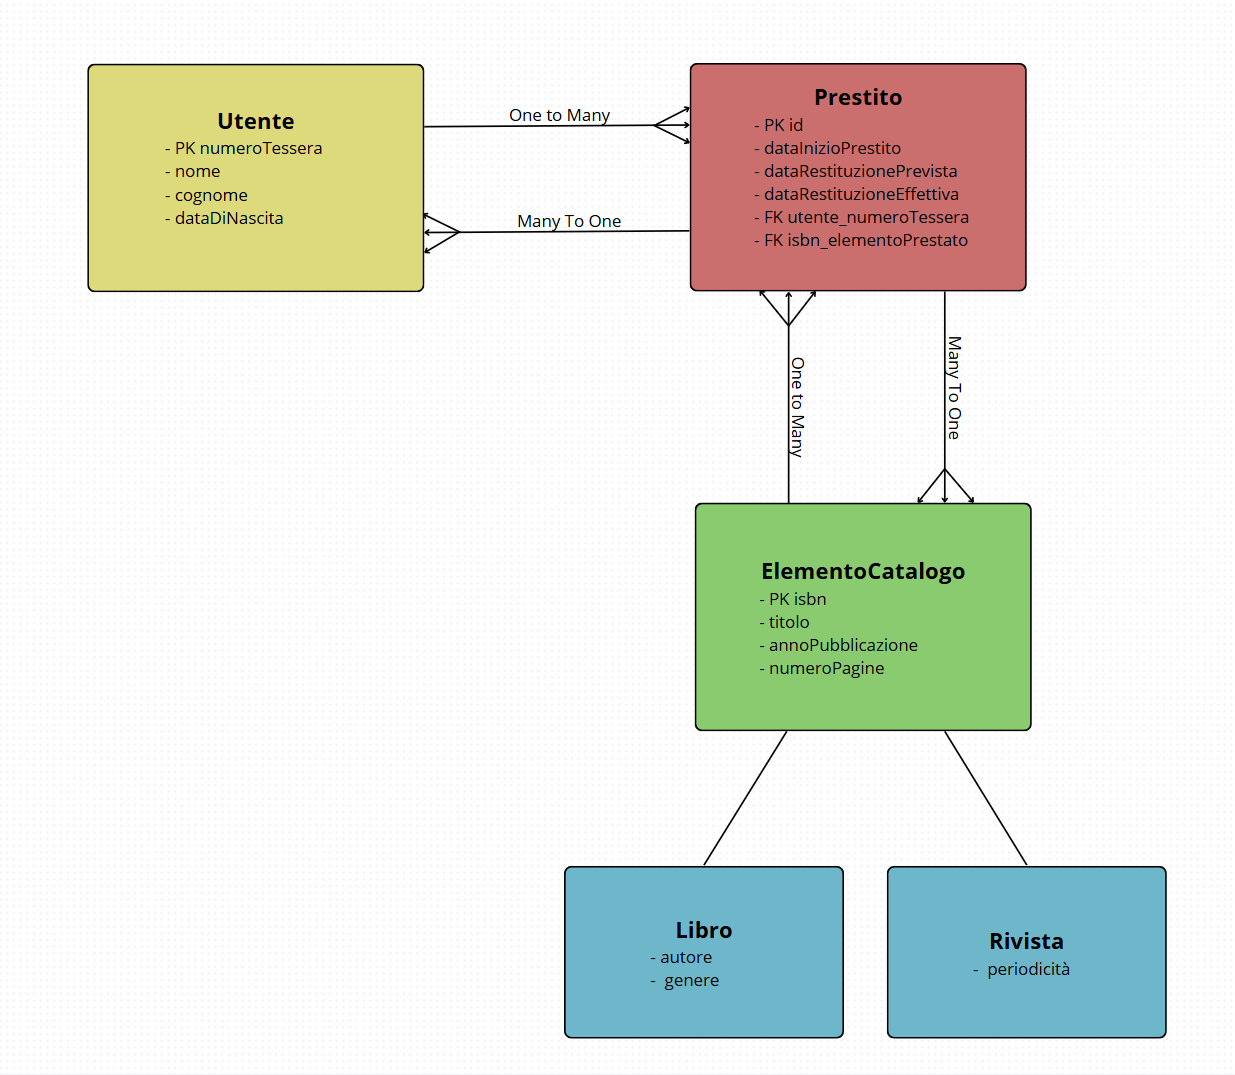 Utente
- PK numeroTessera
- nome
- cognome
- dataDiNascita
One to Many
Many To One
Prestito
- PK id
- dataInizioPrestito
- dataRestituzionePrevista
- dataRestituzioneEffettiva
- FK utente_numeroTessera
- FK isbn_elementoPrestato
One to Many
Many To One
ElementoCatalogo
- PK isbn
- titolo
- annoPubblicazione
- numeroPagine
Libro
- autore
- genere
Rivista
- periodicità